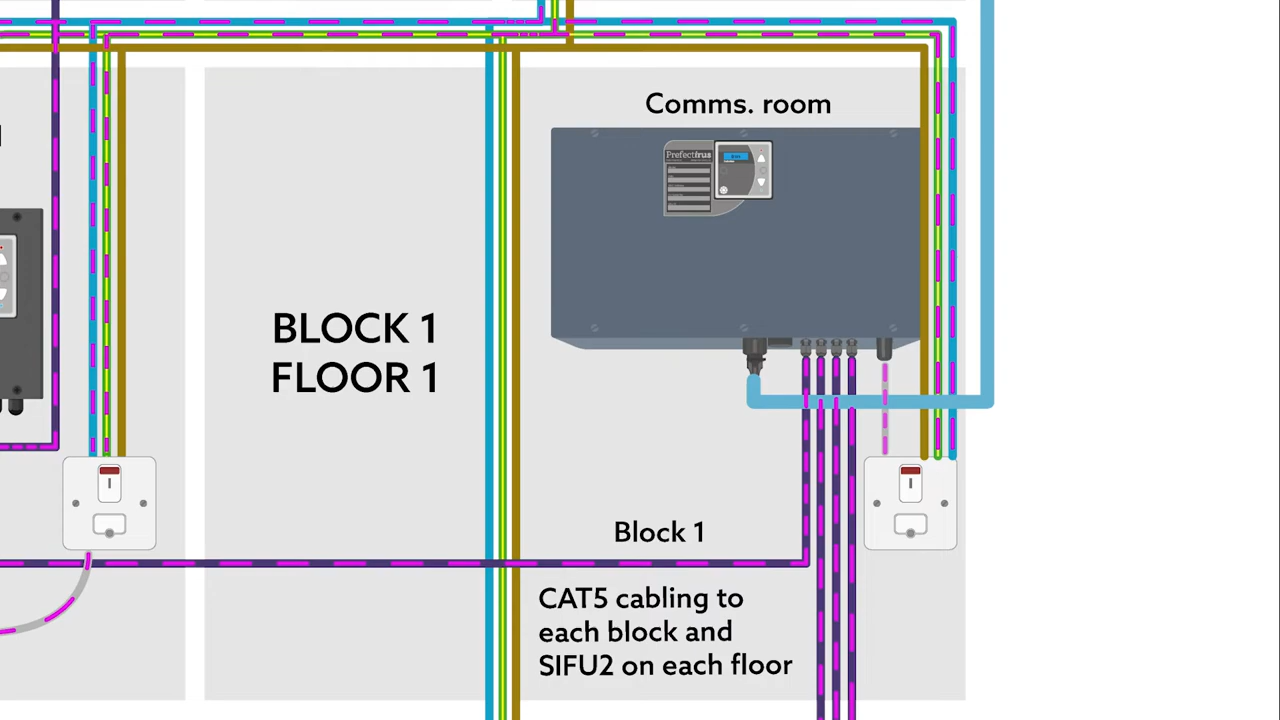 Comms. room
Prefectirus
BLOCK 1
FLOOR 1
Block 1
CAT5 cabling to
each block and
SIFU2 on each floor